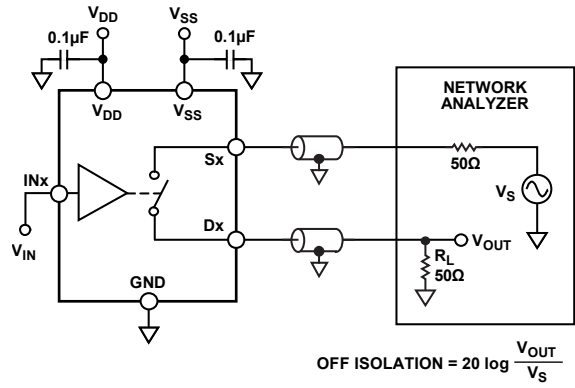 VDD
VSS
0.1µF
0.1µF
VDD
VSS
NETWORK
ANALYZER
Sx
50Ω
INx
VS
Dx
VOUT
VIN
RL
50Ω
GND
OFF ISOLATION = 20 log VOUT
VS